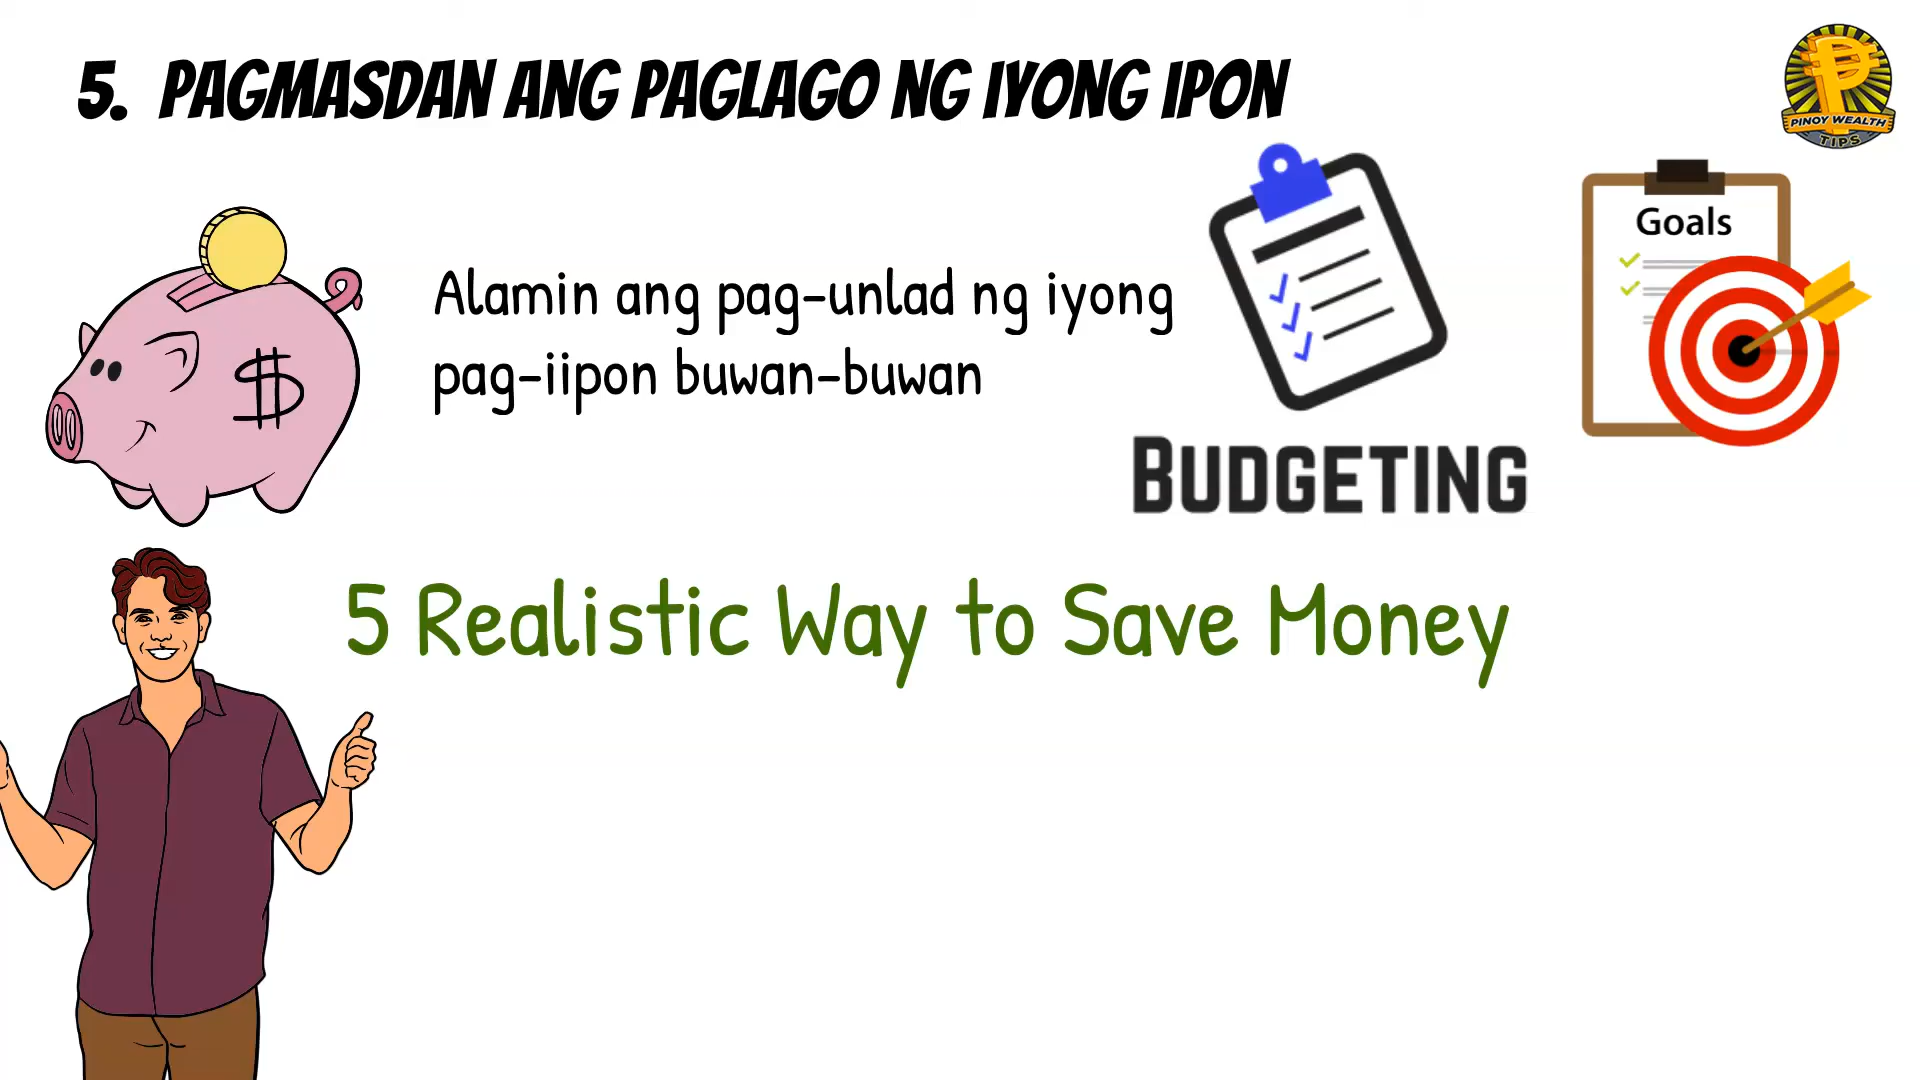 5. PAGMASDAN ANG PAGLAGO NG IYONG IPON
PINOY WEALTH
TIPS
Goals
Alamin ang pag-unlad ng iyong
pag-iipon buwan-buwan
$
BUDGETING
5 Realistic Way to Save Money